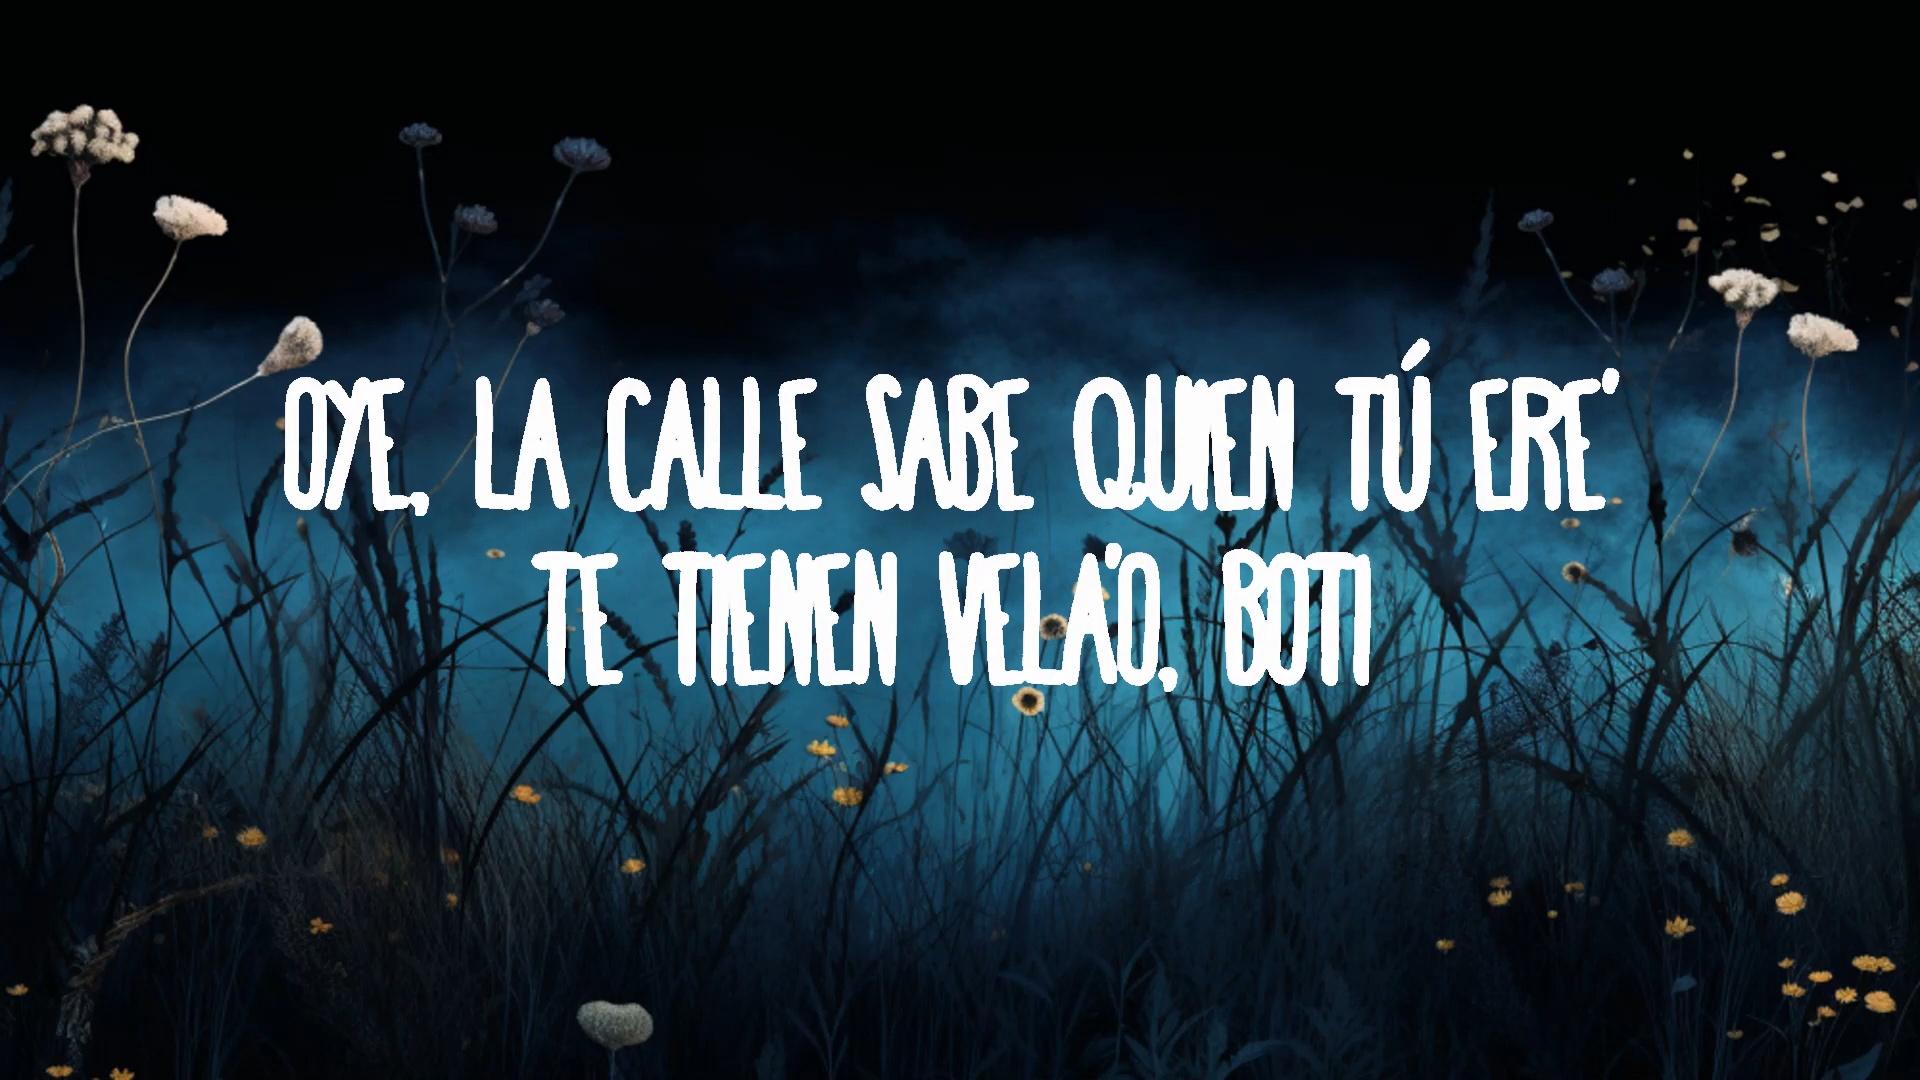 OYE, LA CALLE SABE QUIEN TÚ ERE'
TE TIENEN VELA'O, BOTI